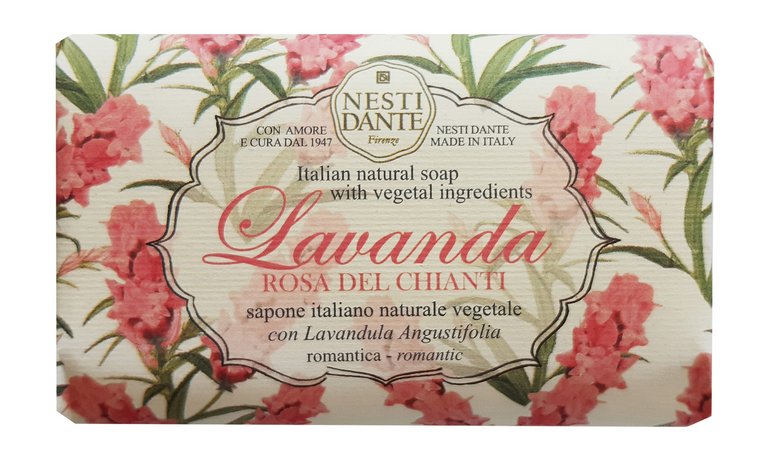 NESTI
DANTE
Firenze
CON AMORE
E CURA DAL 1947
NESTI DANTE
MADE IN ITALY
Italian natural soap
with vegetal ingredients
Lavanda
ROSA DEL CHIANTI
sapone italiano naturale vegetale
con Lavandula Angustifolia
romantica - romantic